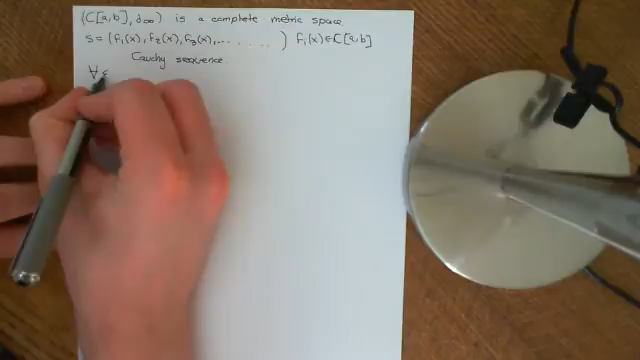 (C[a,b], d∞) is a complete metric space.
S = (f₁(x), f₂(x), f₃(x), ........ ) fᵢ(x)∈C[a,b]
Cauchy sequence.
∀ε